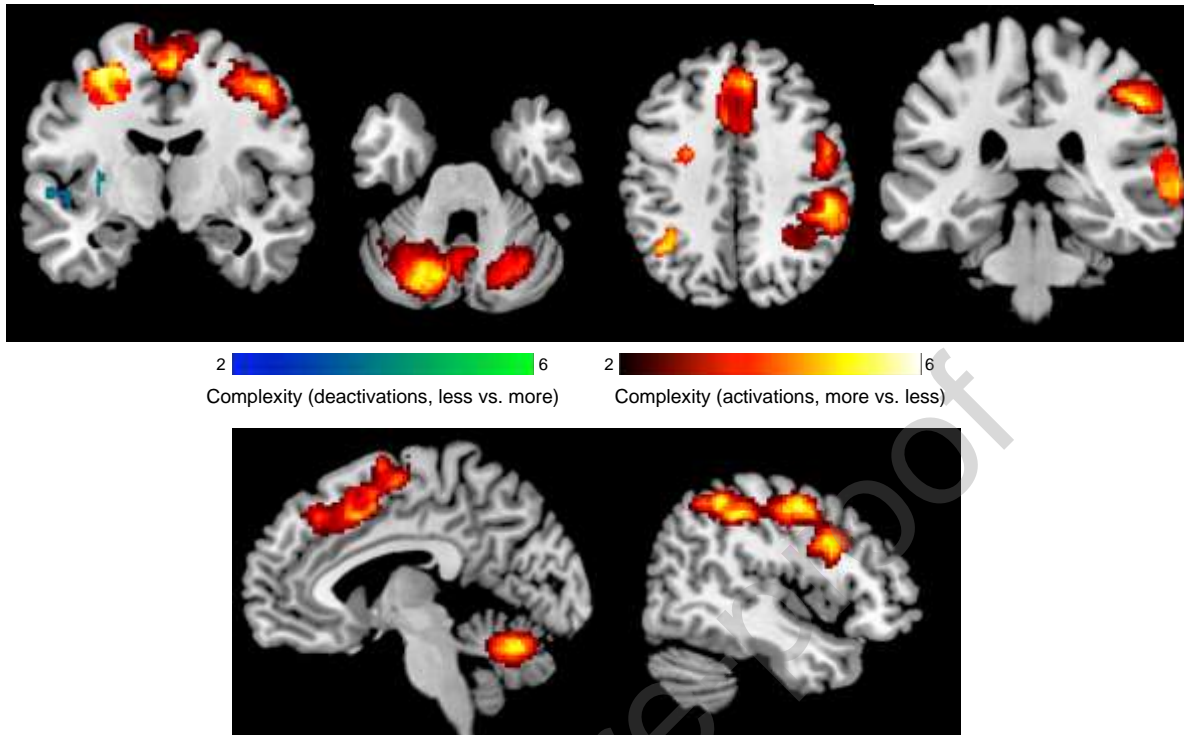 2 6 2 6
Complexity (deactivations, less vs. more) Complexity (activations, more vs. less)